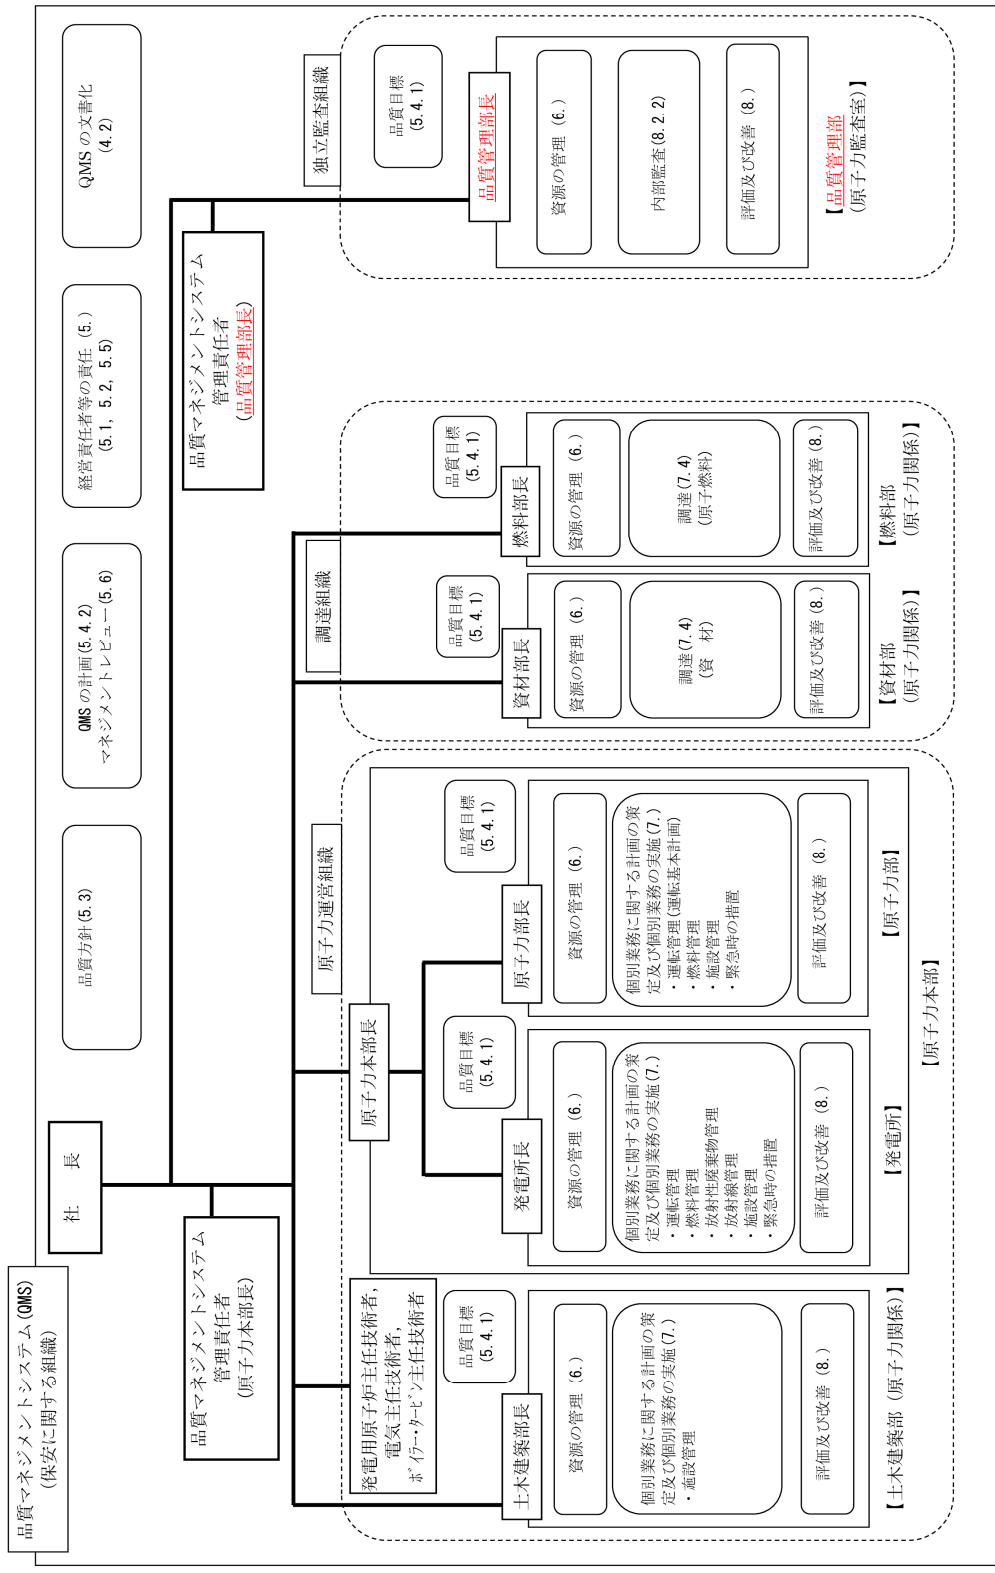 品質マネジメントシステム(QMS)
(保安に関する組織)
社　長
品質方針(5.3)
QMS の計画(5.4.2)
マネジメントレビュー(5.6)
経営責任者等の責任 (5.)
(5.1, 5.2, 5.5)
QMS の文書化
(4.2)
品質マネジメントシステム
管理責任者
(原子力本部長)
品質マネジメントシステム
管理責任者
(品質管理部長)
原子力運営組織
発電用原子炉主任技術者,
電気主任技術者,
ﾎﾞｲﾗｰ・ﾀｰﾋﾞﾝ主任技術者
原子力本部長
土木建築部長
品質目標
(5.4.1)
資源の管理 (6.)
個別業務に関する計画の策
定及び個別業務の実施(7.)
・施設管理
評価及び改善 (8.)
【土木建築部 (原子力関係)】
発電所長
品質目標
(5.4.1)
資源の管理 (6.)
個別業務に関する計画の策
定及び個別業務の実施(7.)
・運転管理
・燃料管理
・放射性廃棄物管理
・放射線管理
・施設管理
・緊急時の措置
評価及び改善 (8.)
【発電所】
原子力部長
品質目標
(5.4.1)
資源の管理 (6.)
個別業務に関する計画の策
定及び個別業務の実施(7.)
・運転管理(運転基本計画)
・燃料管理
・施設管理
・緊急時の措置
評価及び改善 (8.)
【原子力部】
【原子力本部】
調達組織
資材部長
品質目標
(5.4.1)
資源の管理 (6.)
調達(7.4)
(資　材)
評価及び改善 (8.)
【資材部
(原子力関係)】
燃料部長
品質目標
(5.4.1)
資源の管理 (6.)
調達(7.4)
(原子燃料)
評価及び改善 (8.)
【燃料部
(原子力関係)】
独立監査組織
品質目標
(5.4.1)
品質管理部長
資源の管理 (6.)
内部監査(8.2.2)
評価及び改善 (8.)
【品質管理部
(原子力監査室)】